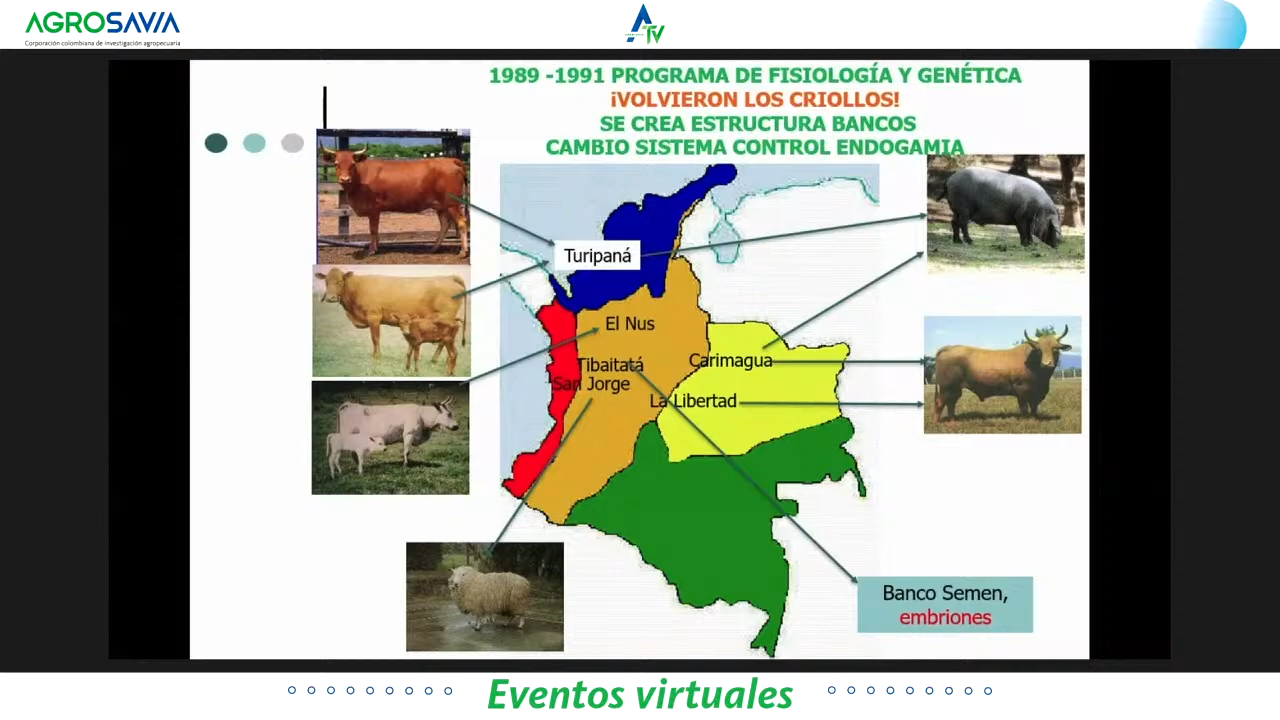 AGROSAVIA
Corporación colombiana de investigación agropecuaria
TV
1989 -1991 PROGRAMA DE FISIOLOGÍA Y GENÉTICA
¡VOLVIERON LOS CRIOLLOS!
SE CREA ESTRUCTURA BANCOS
CAMBIO SISTEMA CONTROL ENDOGAMIA
Turipaná
El Nus
Tibaitatá
Carimagua
San Jorge
La Libertad
Banco Semen,
embriones
Eventos virtuales